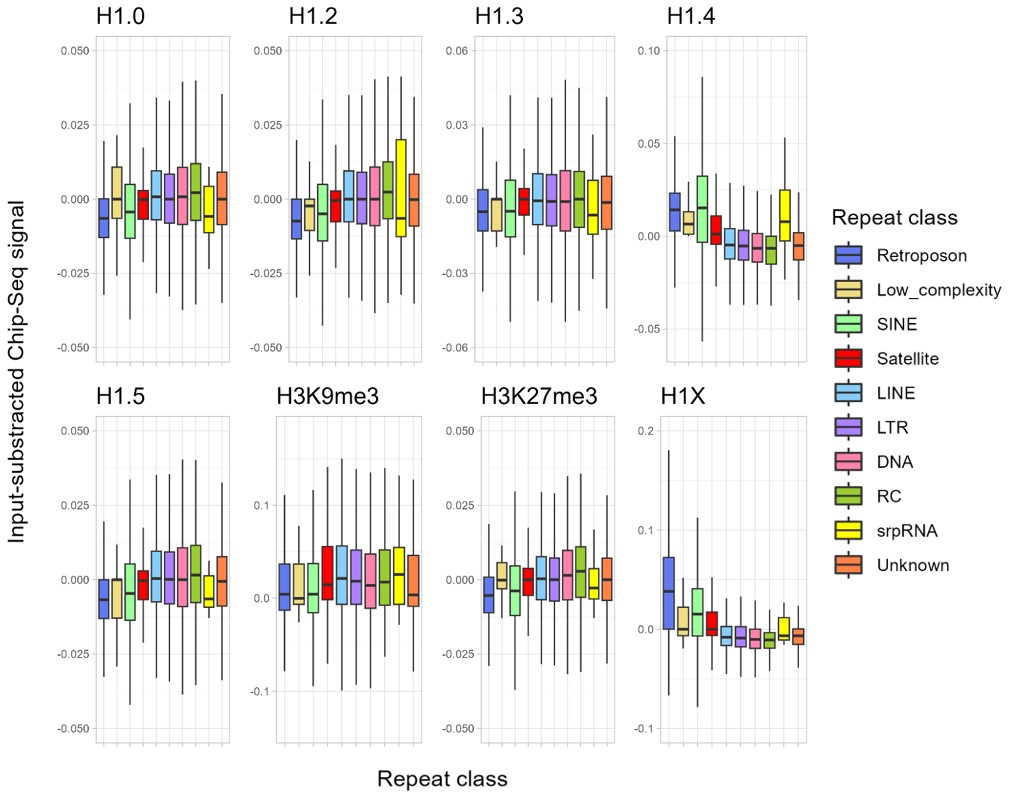 H1.0
H1.2
H1.3
H1.4
0.050
0.025
0.000
-0.025
-0.050
0.050
0.025
0.000
-0.025
-0.050
0.06
0.03
0.00
-0.03
-0.06
0.10
0.05
0.00
-0.05
H1.5
H3K9me3
H3K27me3
H1X
0.050
0.025
0.000
-0.025
-0.050
0.1
0.0
-0.1
0.050
0.025
0.000
-0.025
-0.050
0.2
0.1
0.0
-0.1
Input-substracted Chip-Seq signal
Repeat class
Repeat class
Retroposon
Low_complexity
SINE
Satellite
LINE
LTR
DNA
RC
srpRNA
Unknown